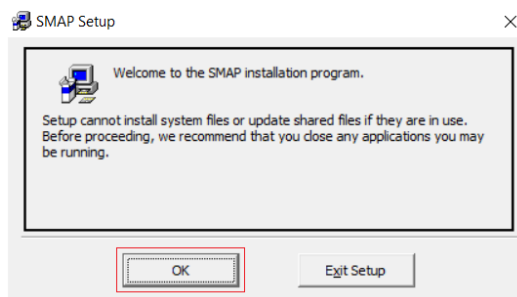 SMAP Setup
Welcome to the SMAP installation program.
Setup cannot install system files or update shared files if they are in use.
Before proceeding, we recommend that you close any applications you may
be running.
OK
Exit Setup